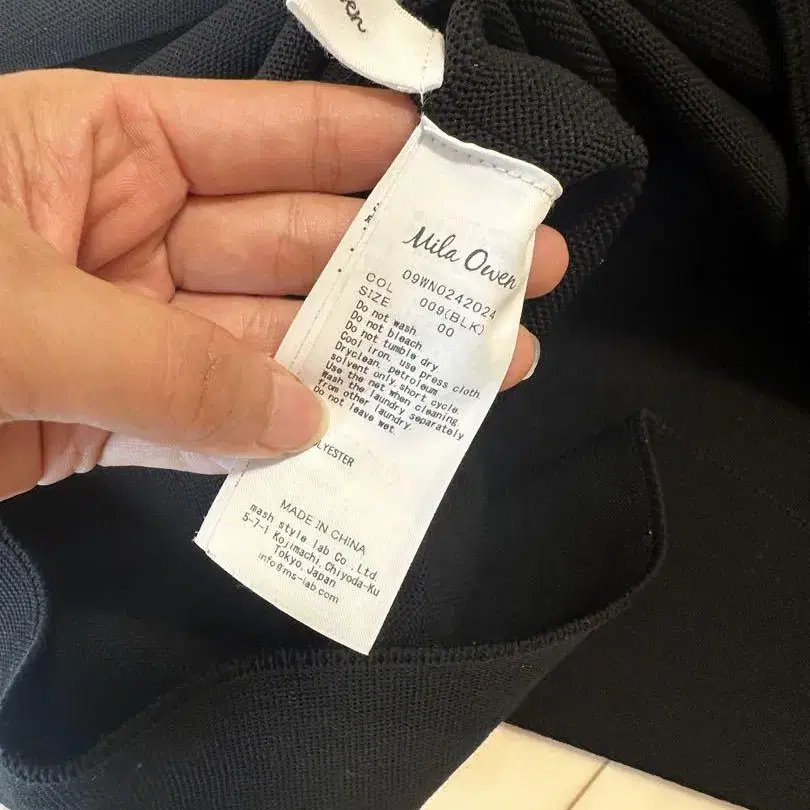 wen
Mila Owen
09WN0242024
COL 009(BLK)
SIZE 00
Do not wash.
Do not bleach.
Do not tumble dry.
Cool iron, use press cloth.
Dryclean, petroleum
solvent only,short cycle.
Use the net when cleaning.
Wash the laundry separately
from other laundry.
Do not leave wet.
OLYESTER
MADE IN CHINA
mash style lab Co.,Ltd.
5-7-1 Kojimachi,Chiyoda-Ku
Tokyo,Japan
info@ms-lab.com